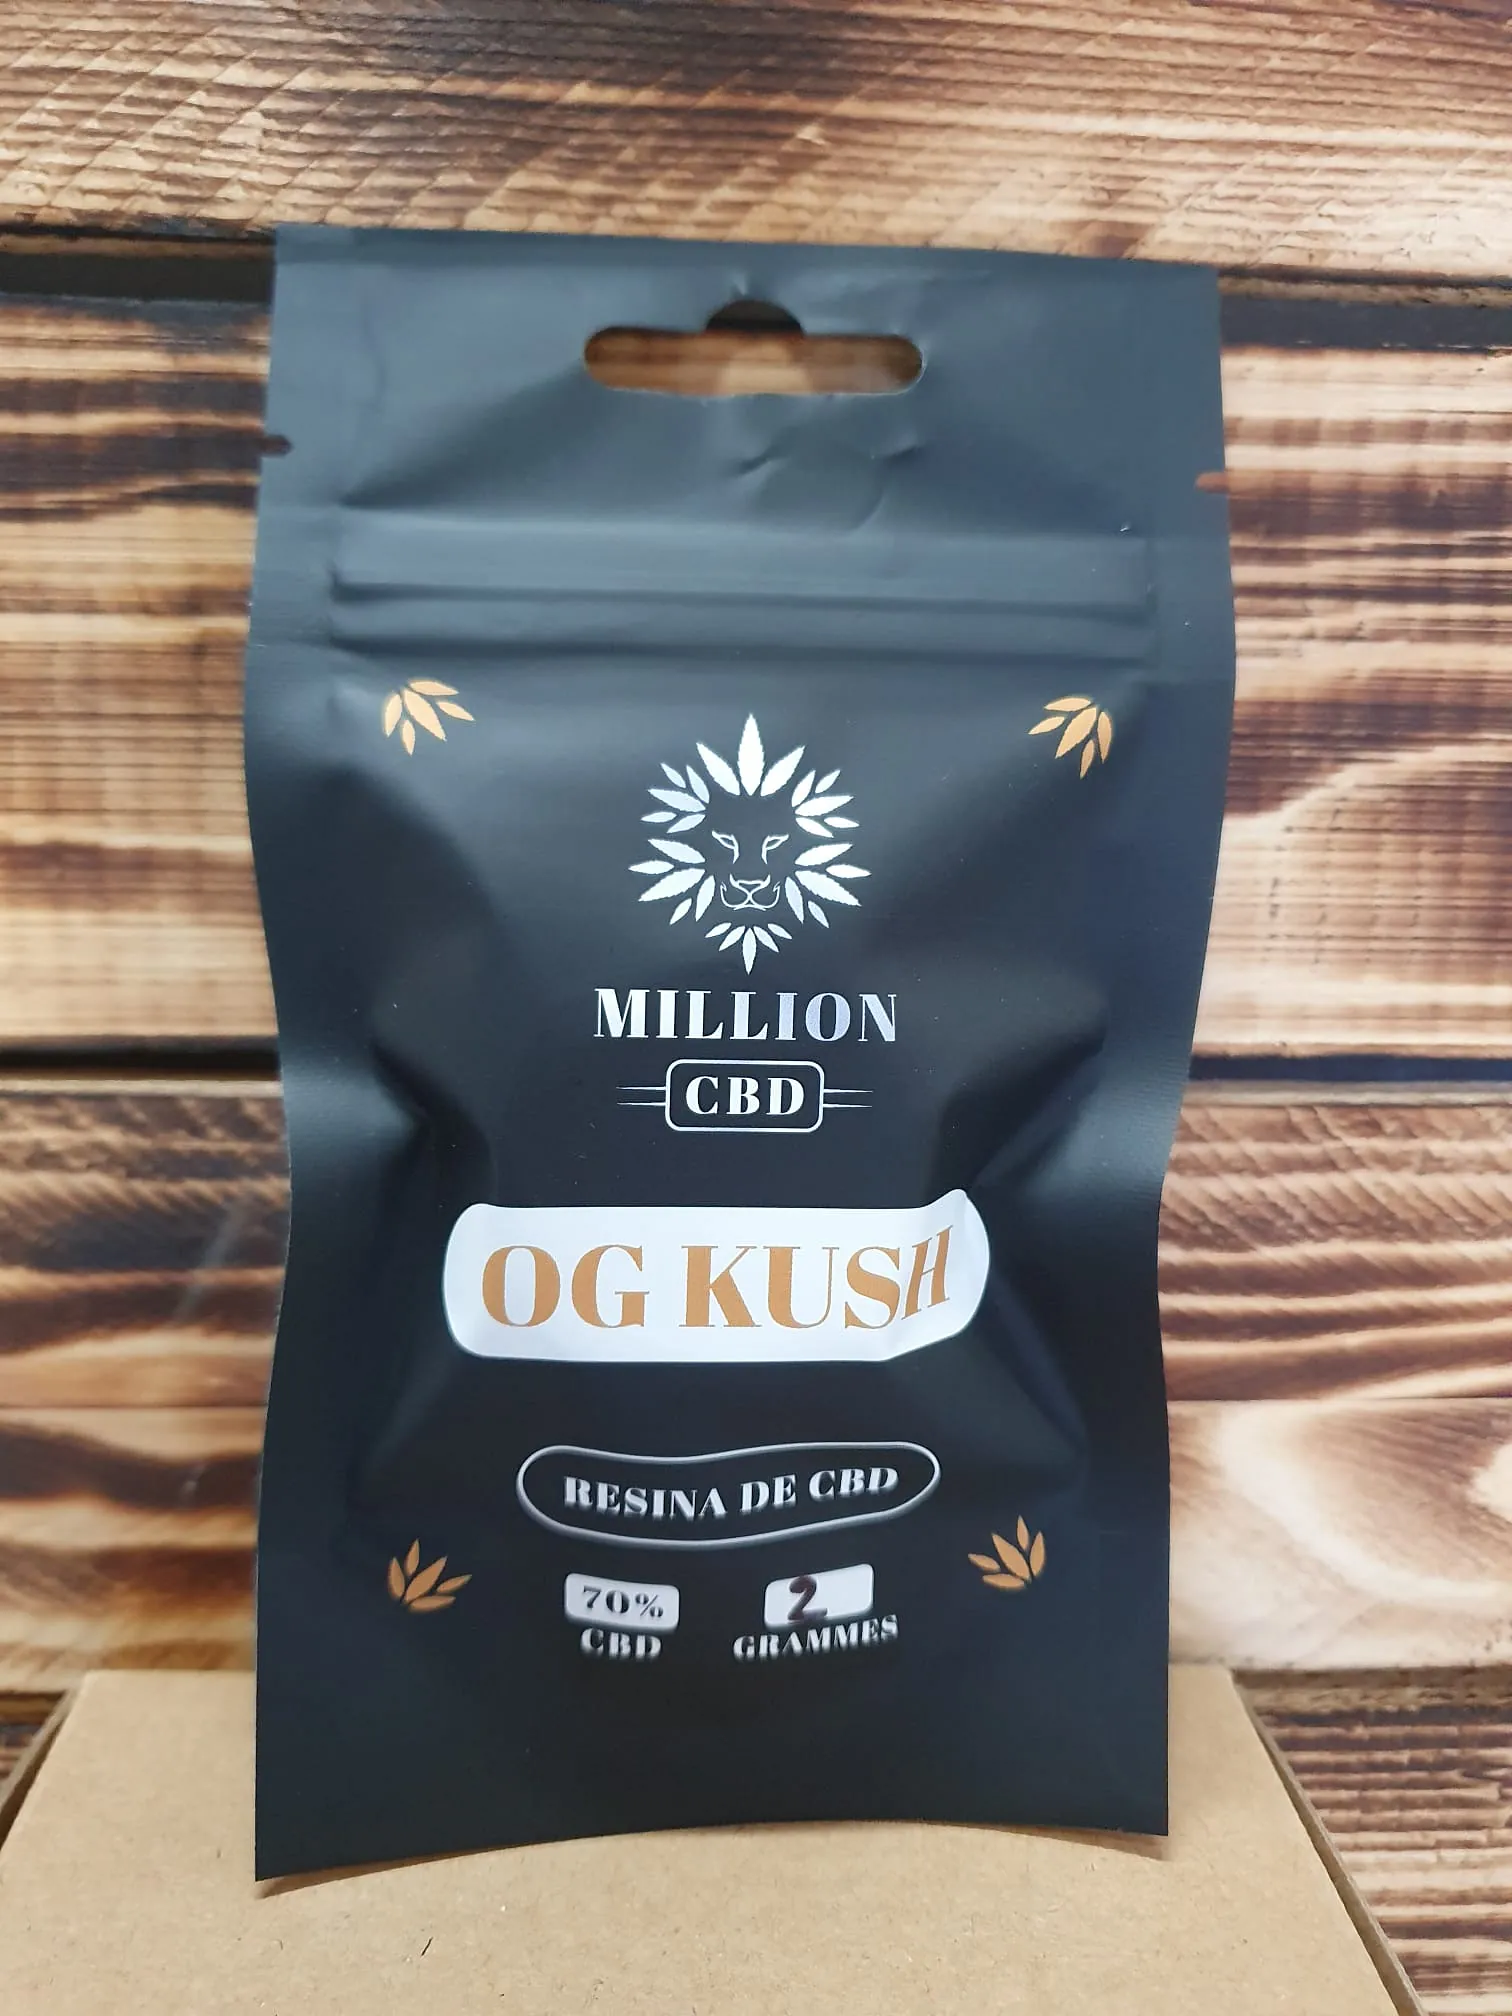 MILLION
CBD
OG KUSH
RESINA DE CBD
70%
CBD
2
GRAMMES